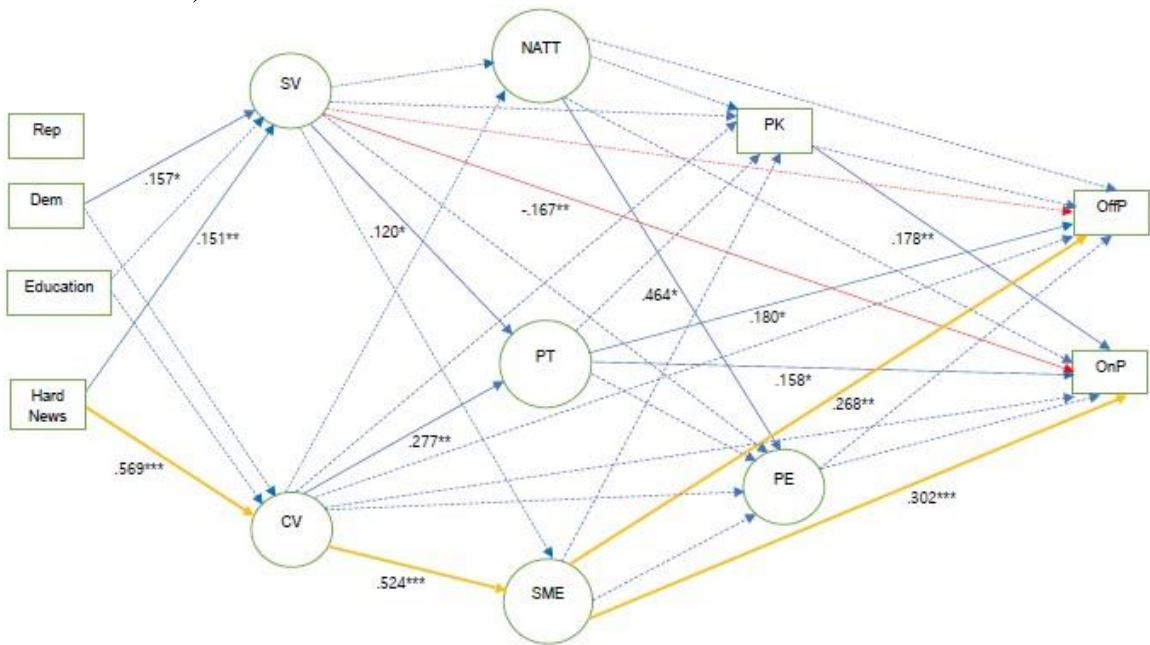 )
NATT
SV
Rep
PK
.157*
Dem
-.167**
OffP
.120*
.178**
.151**
Education
.464*
.180*
PT
OnP
.158*
Hard
News
.268**
.277**
.569***
PE
.302***
CV
.524***
SME